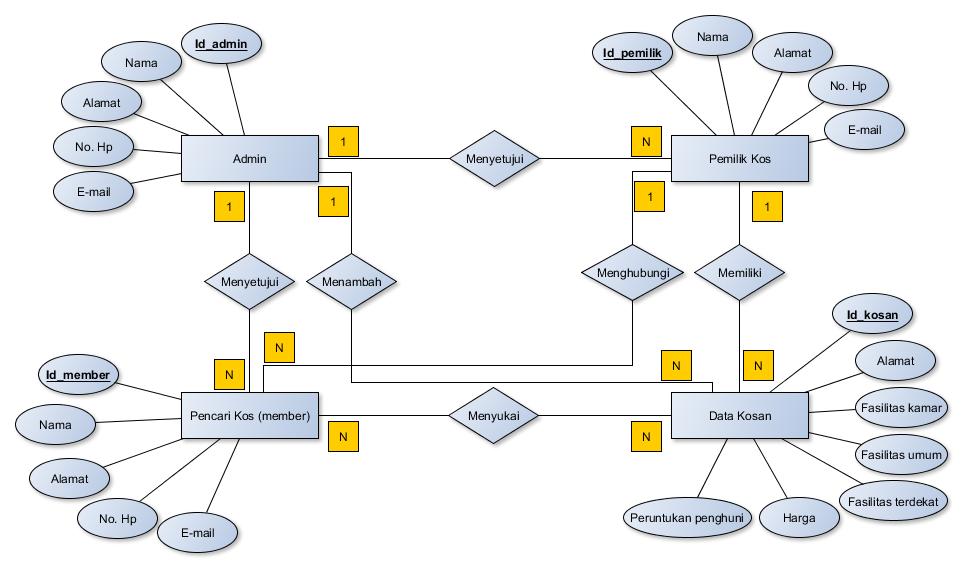 Id_admin
Nama
Alamat
No. Hp
E-mail
Admin
1
Menyetujui
N
Id_pemilik
Nama
Alamat
No. Hp
E-mail
Pemilik Kos
1
1
1
1
Menyetujui
Menambah
Menghubungi
Memiliki
Id_kosan
N
N
N
N
Id_member
Nama
Alamat
No. Hp
E-mail
Pencari Kos (member)
N
Menyukai
N
Data Kosan
Alamat
Fasilitas kamar
Fasilitas umum
Fasilitas terdekat
Peruntukan penghuni
Harga